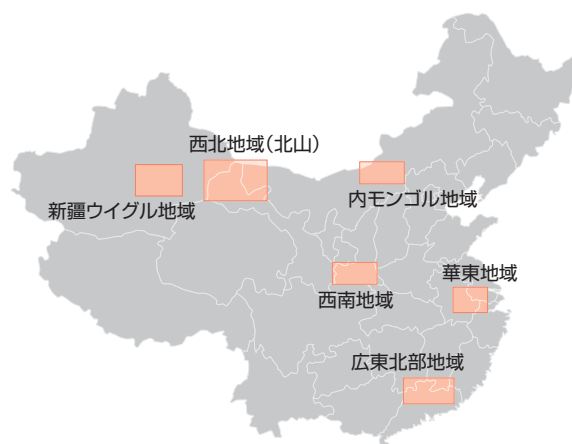 西北地域(北山)
新疆ウイグル地域
内モンゴル地域
華東地域
西南地域
広東北部地域